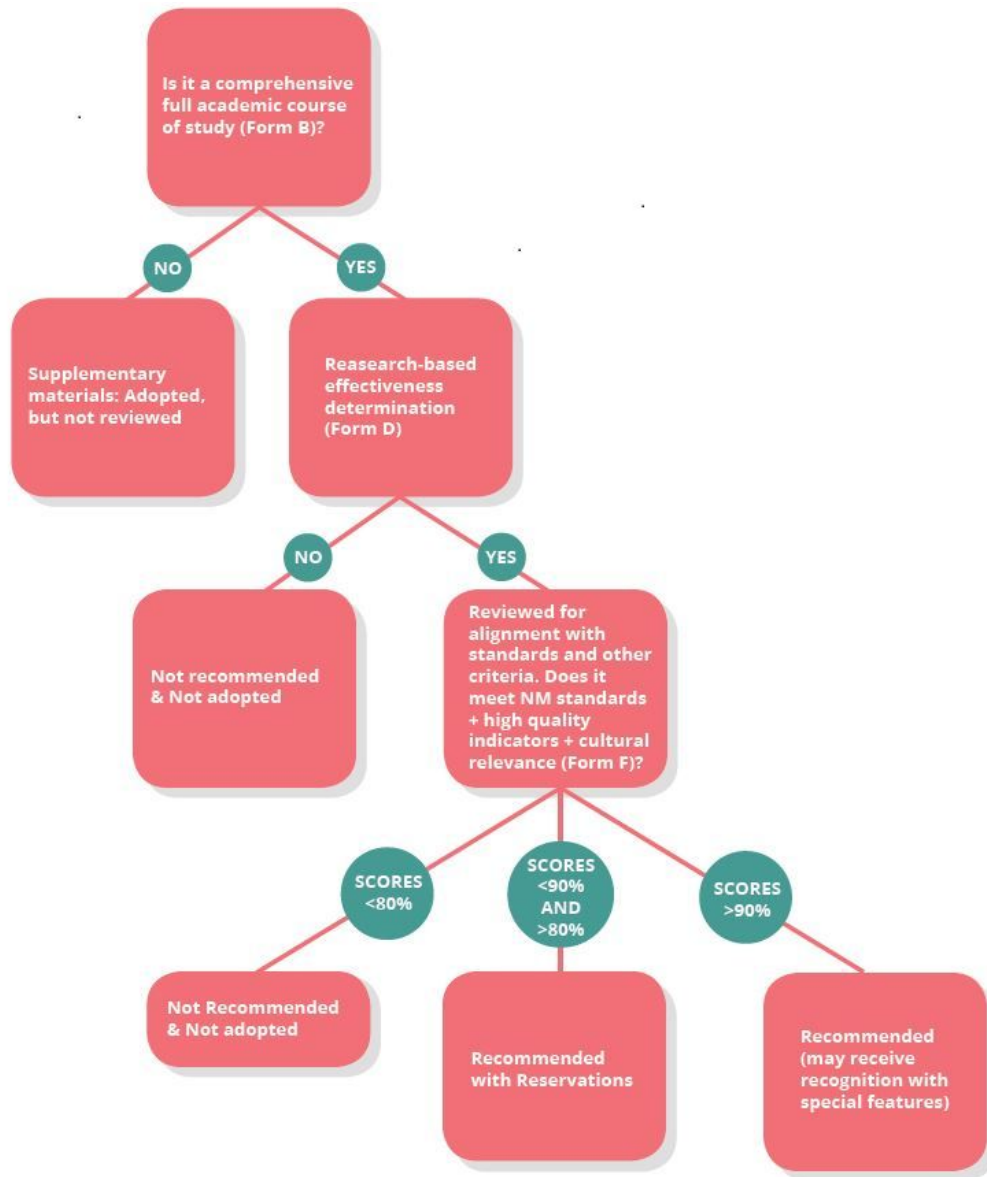 Is it a comprehensive
full academic course
of study (Form B)?
NO
YES
Supplementary
materials: Adopted,
but not reviewed
Reasearch-based
effectiveness
determination
(Form D)
NO
YES
Not recommended
& Not adopted
Reviewed for
alignment with
standards and other
criteria. Does it
meet NM standards
+ high quality
indicators + cultural
relevance (Form F)?
SCORES
<80%
SCORES
<90%
AND
>80%
SCORES
>90%
Not Recommended
& Not adopted
Recommended
with Reservations
Recommended
(may receive
recognition with
special features)